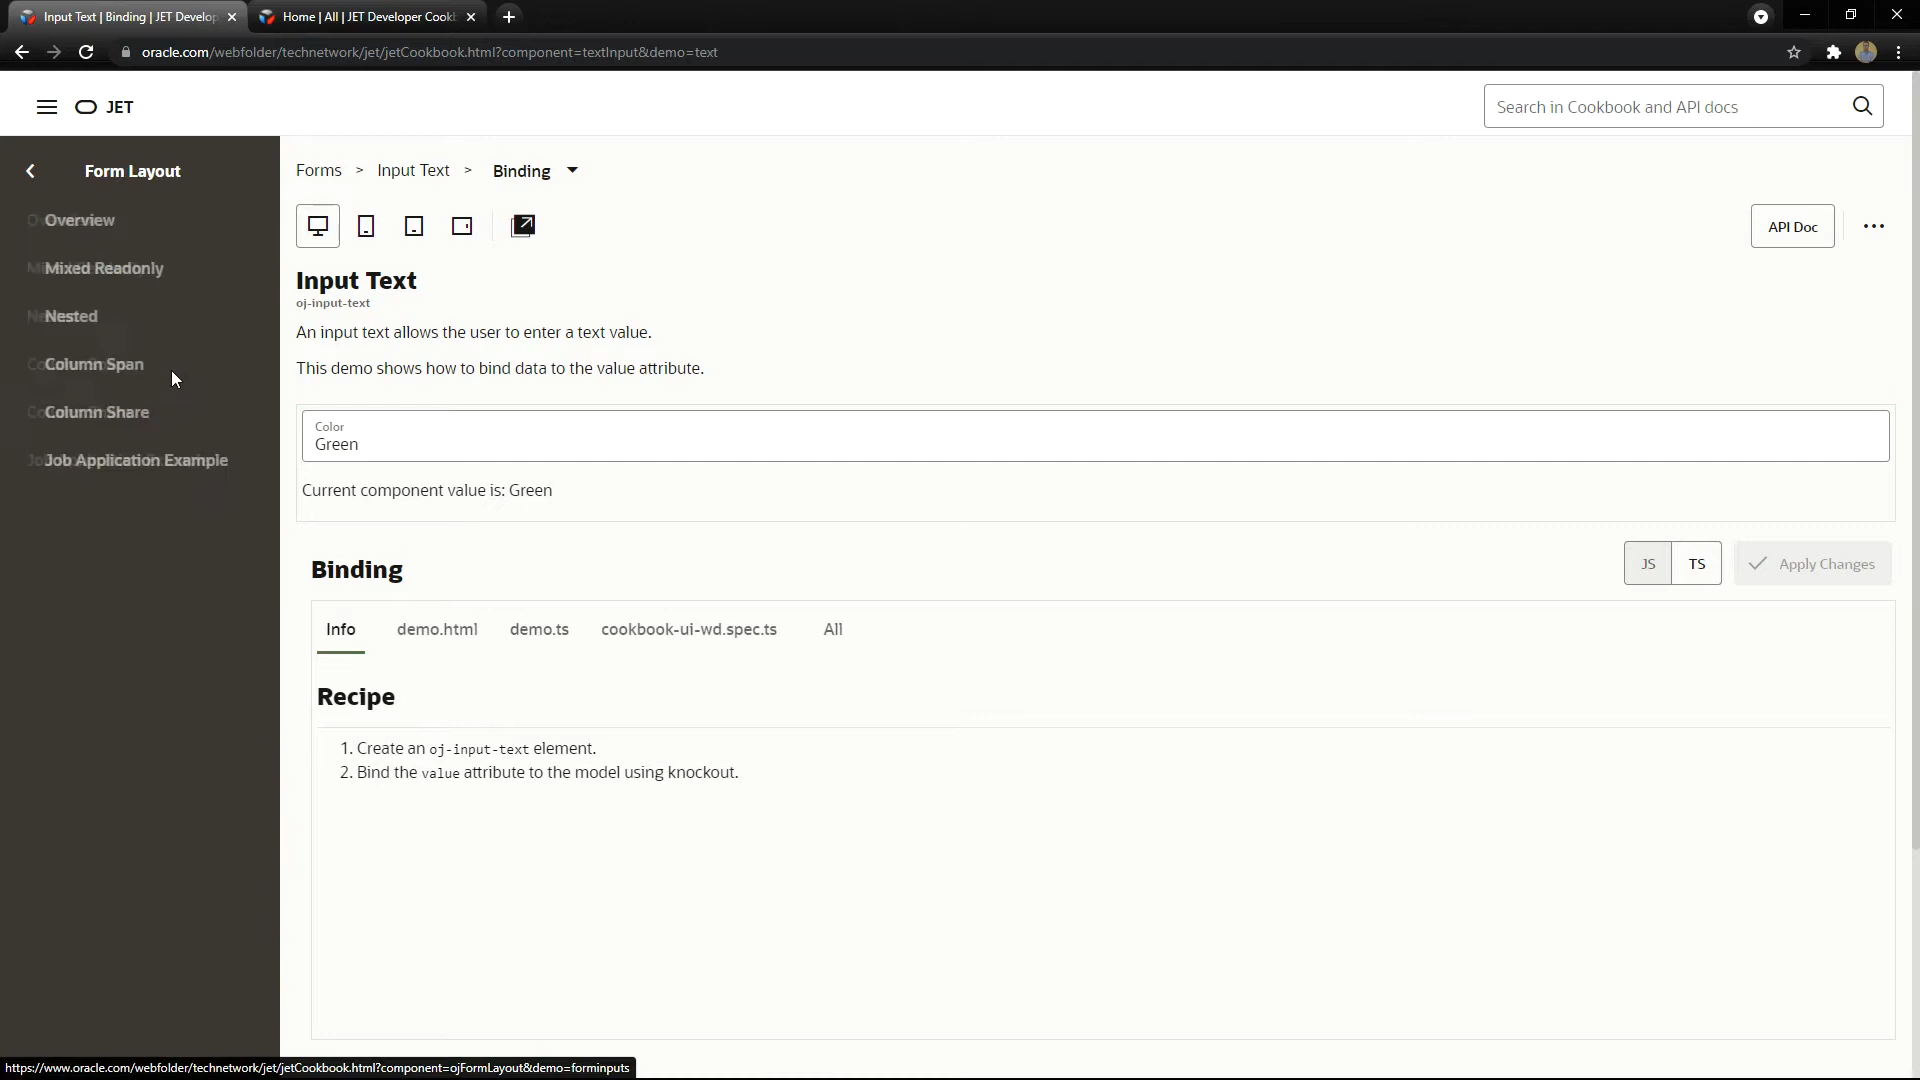 Input Text | Binding | JET Develop
Home | All | JET Developer Cookb
oracle.com/webfolder/technetwork/jet/jetCookbook.html?component=textInput&demo=text
JET
Search in Cookbook and API docs
Form Layout
Overview
Mixed Readonly
Nested
Column Span
Column Share
Job Application Example
Forms > Input Text > Binding
API Doc
Input Text
oj-input-text
An input text allows the user to enter a text value.
This demo shows how to bind data to the value attribute.
Color
Green
Current component value is: Green
Binding
JS TS Apply Changes
Info demo.html demo.ts cookbook-ui-wd.spec.ts All
Recipe
1. Create an oj-input-text element.
2. Bind the value attribute to the model using knockout.
https://www.oracle.com/webfolder/technetwork/jet/jetCookbook.html?component=ojFormLayout&demo=forminputs